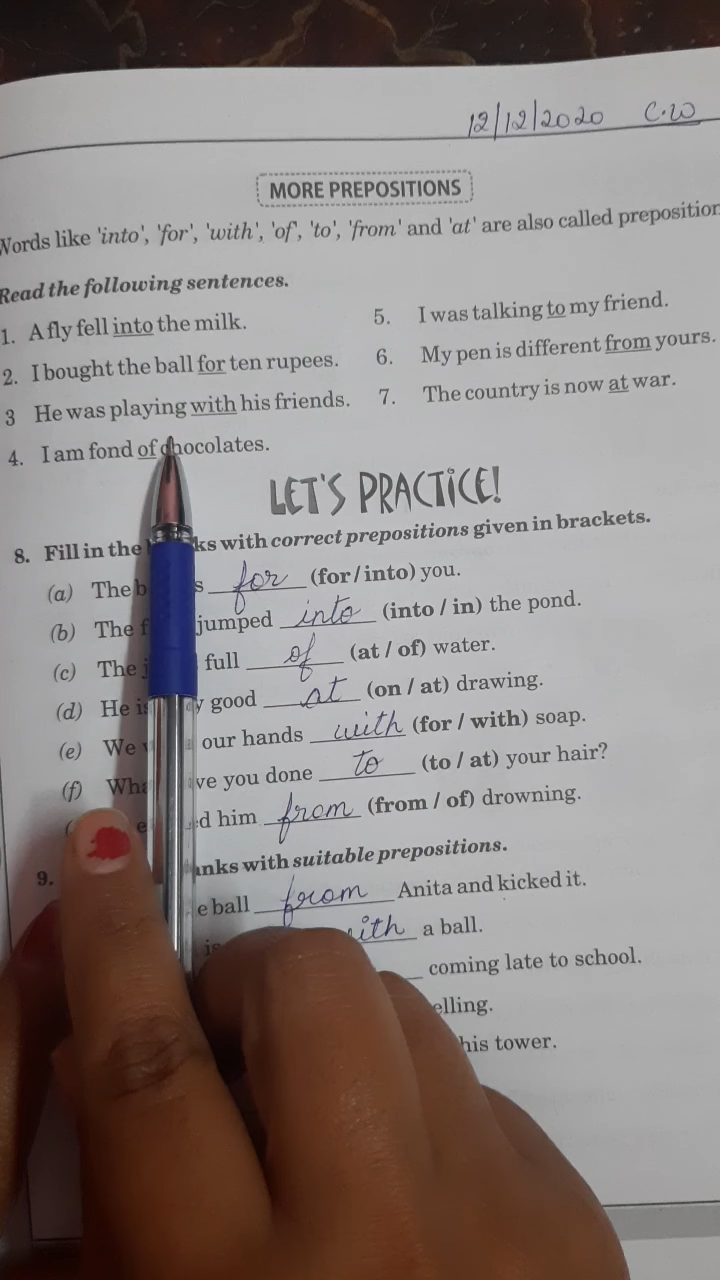 12/12/2020 C.W
MORE PREPOSITIONS
Words like 'into', 'for', 'with', 'of', 'to', 'from' and 'at' are also called preposition
Read the following sentences.
1. A fly fell into the milk.
2. I bought the ball for ten rupees.
3 He was playing with his friends.
4. I am fond of chocolates.
5. I was talking to my friend.
6. My pen is different from yours.
7. The country is now at war.
LET'S PRACTICE!
8. Fill in the ks with correct prepositions given in brackets.
(a) The b s for (for / into) you.
(b) The f jumped into (into / in) the pond.
(c) The j full of (at / of) water.
(d) He is y good at (on / at) drawing.
(e) We w our hands with (for / with) soap.
(f) Wha ve you done to (to / at) your hair?
ed him from (from / of) drowning.
9. nks with suitable prepositions.
e ball from Anita and kicked it.
is with a ball.
coming late to school.
elling.
his tower.